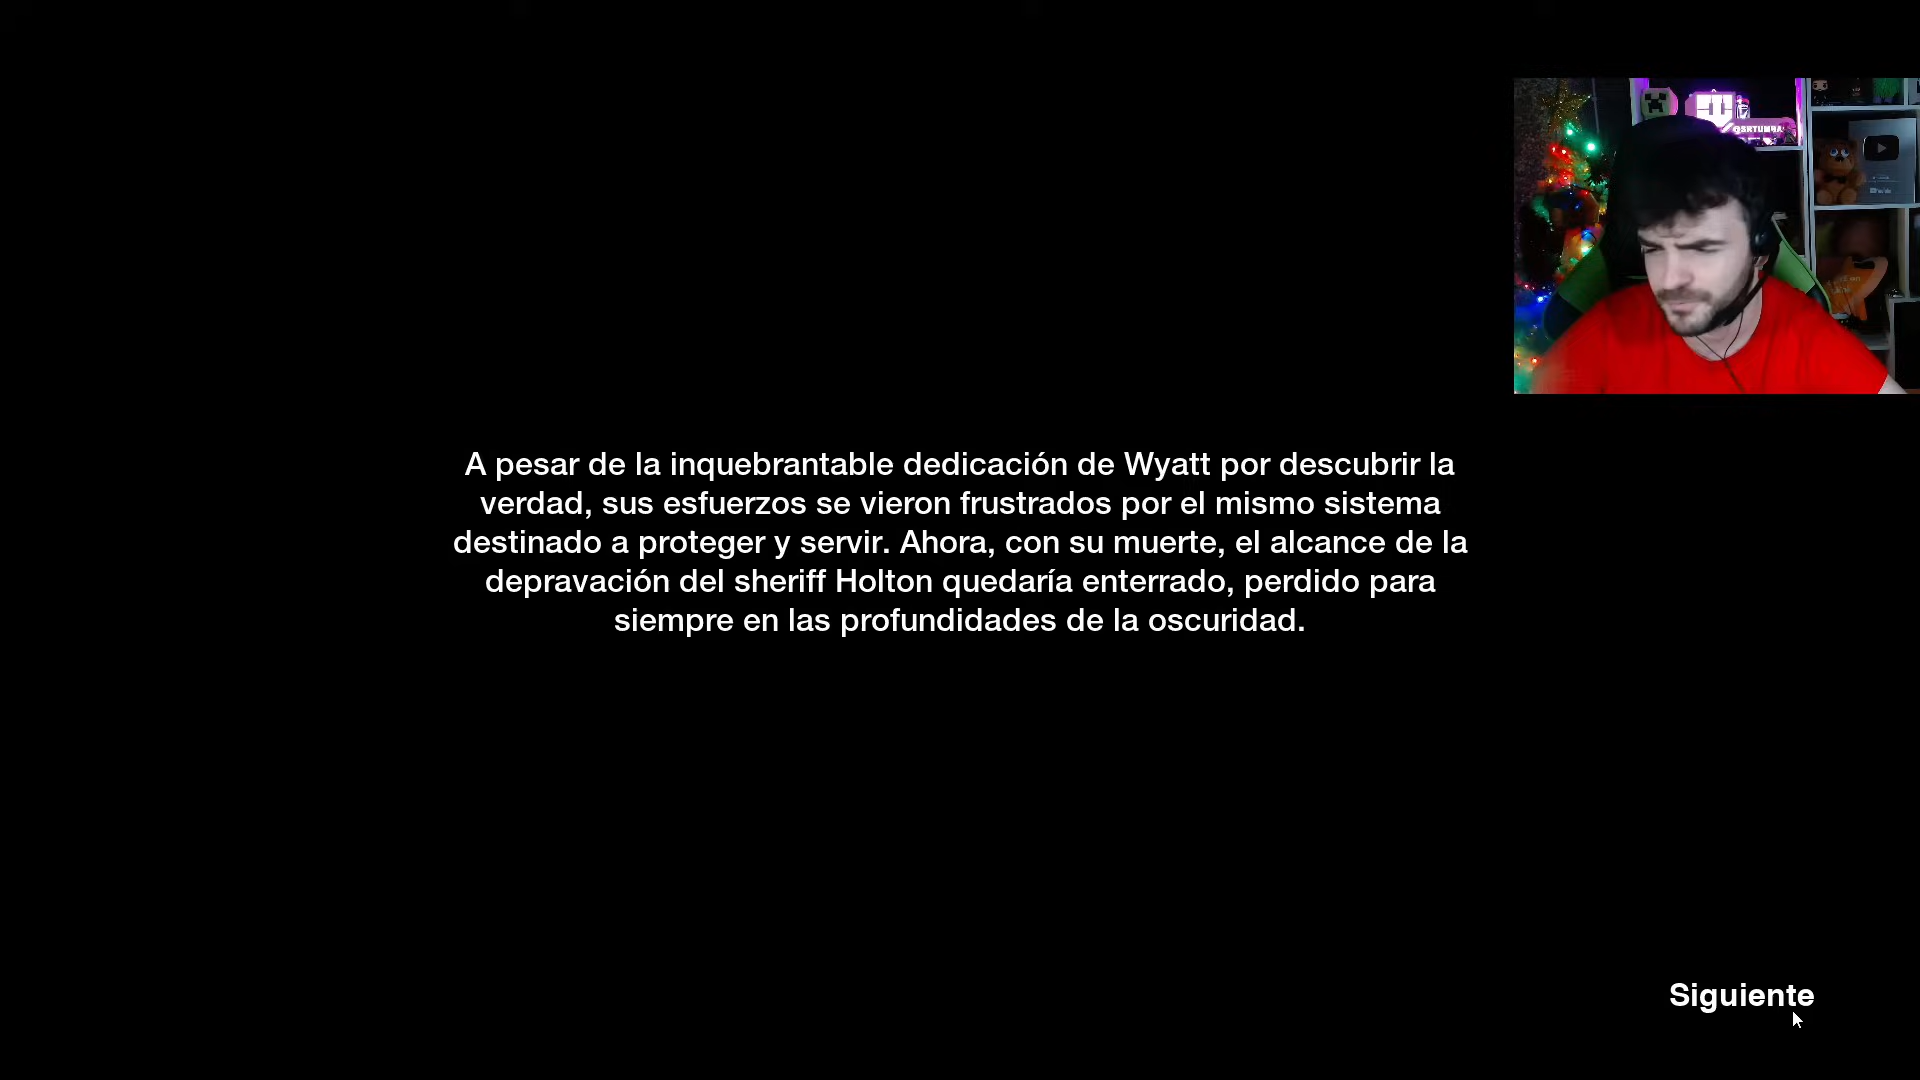 @SRTUMBA
A pesar de la inquebrantable dedicación de Wyatt por descubrir la
verdad, sus esfuerzos se vieron frustrados por el mismo sistema
destinado a proteger y servir. Ahora, con su muerte, el alcance de la
depravación del sheriff Holton quedaría enterrado, perdido para
siempre en las profundidades de la oscuridad.
Siguiente